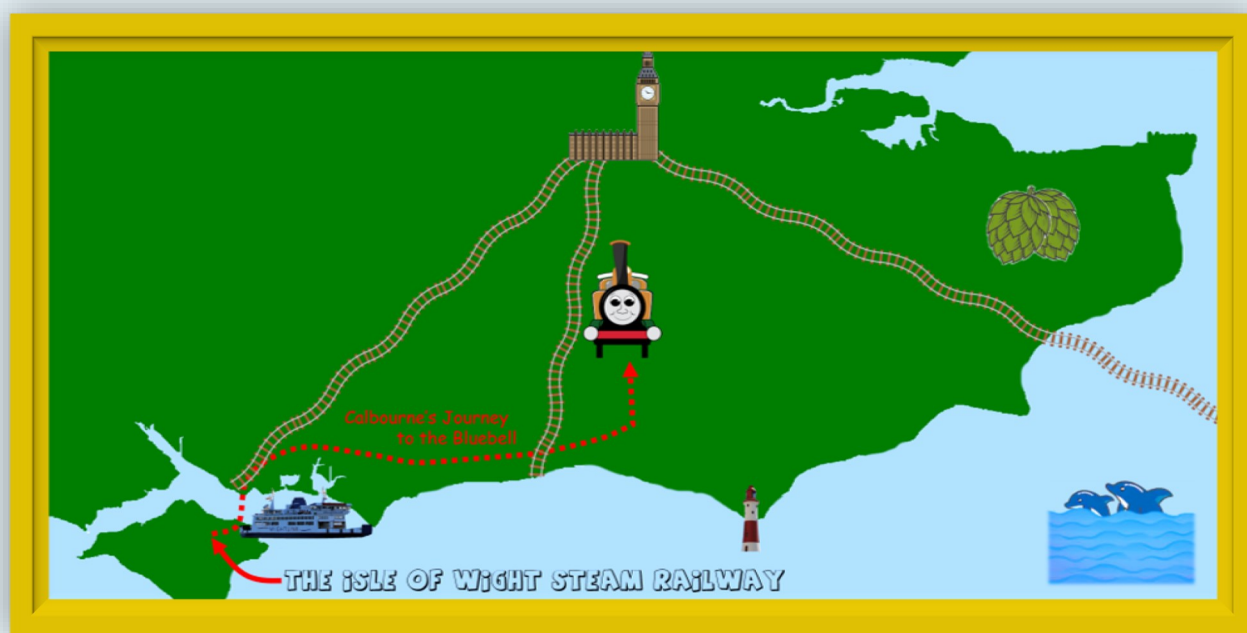 Calbourne's Journey
to the Bluebell
THE ISLE OF WIGHT STEAM RAILWAY